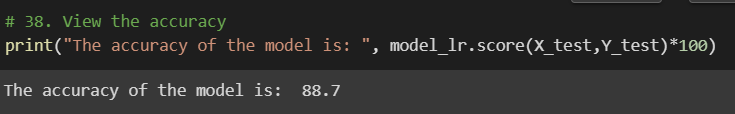 # 38. View the accuracy
print("The accuracy of the model is: ", model_lr.score(X_test,Y_test)*100)
The accuracy of the model is:  88.7